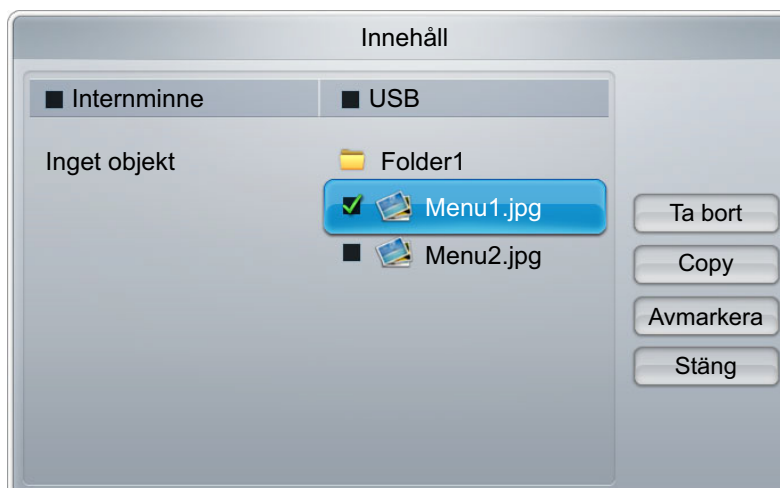 Innehåll
Internminne
USB
Inget objekt
Folder1
Menu1.jpg
Menu2.jpg
Ta bort
Copy
Avmarkera
Stäng